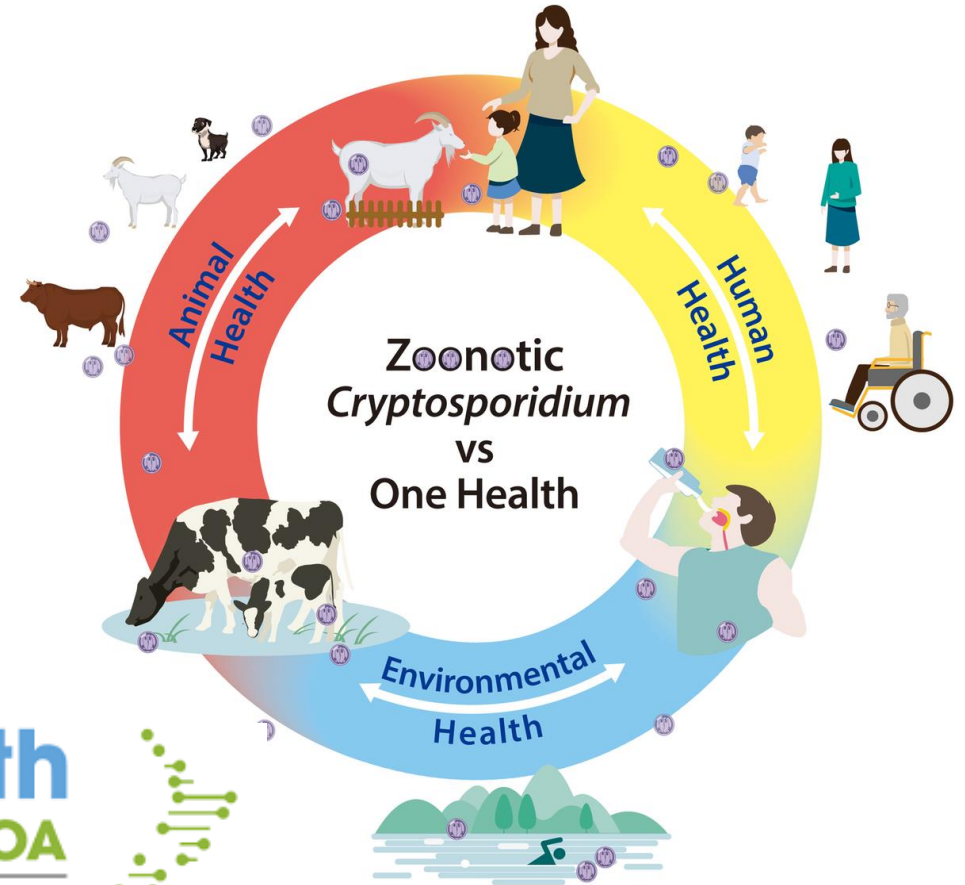 Animal
Health
Human
Health
Zoonotic
Cryptosporidium
vs
One Health
Environmental
Health
th
OA